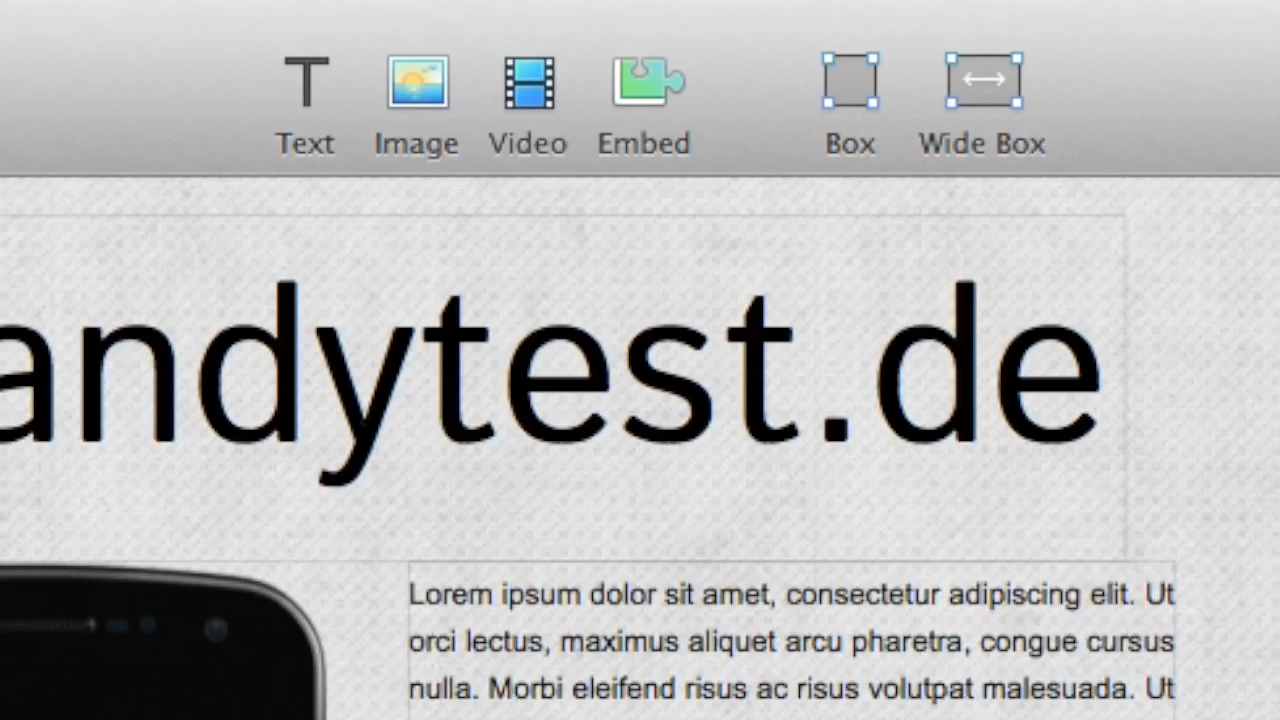 Text Image Video Embed Box Wide Box
andytest.de
Lorem ipsum dolor sit amet, consectetur adipiscing elit. Ut
orci lectus, maximus aliquet arcu pharetra, congue cursus
nulla. Morbi eleifend risus ac risus volutpat malesuada. Ut